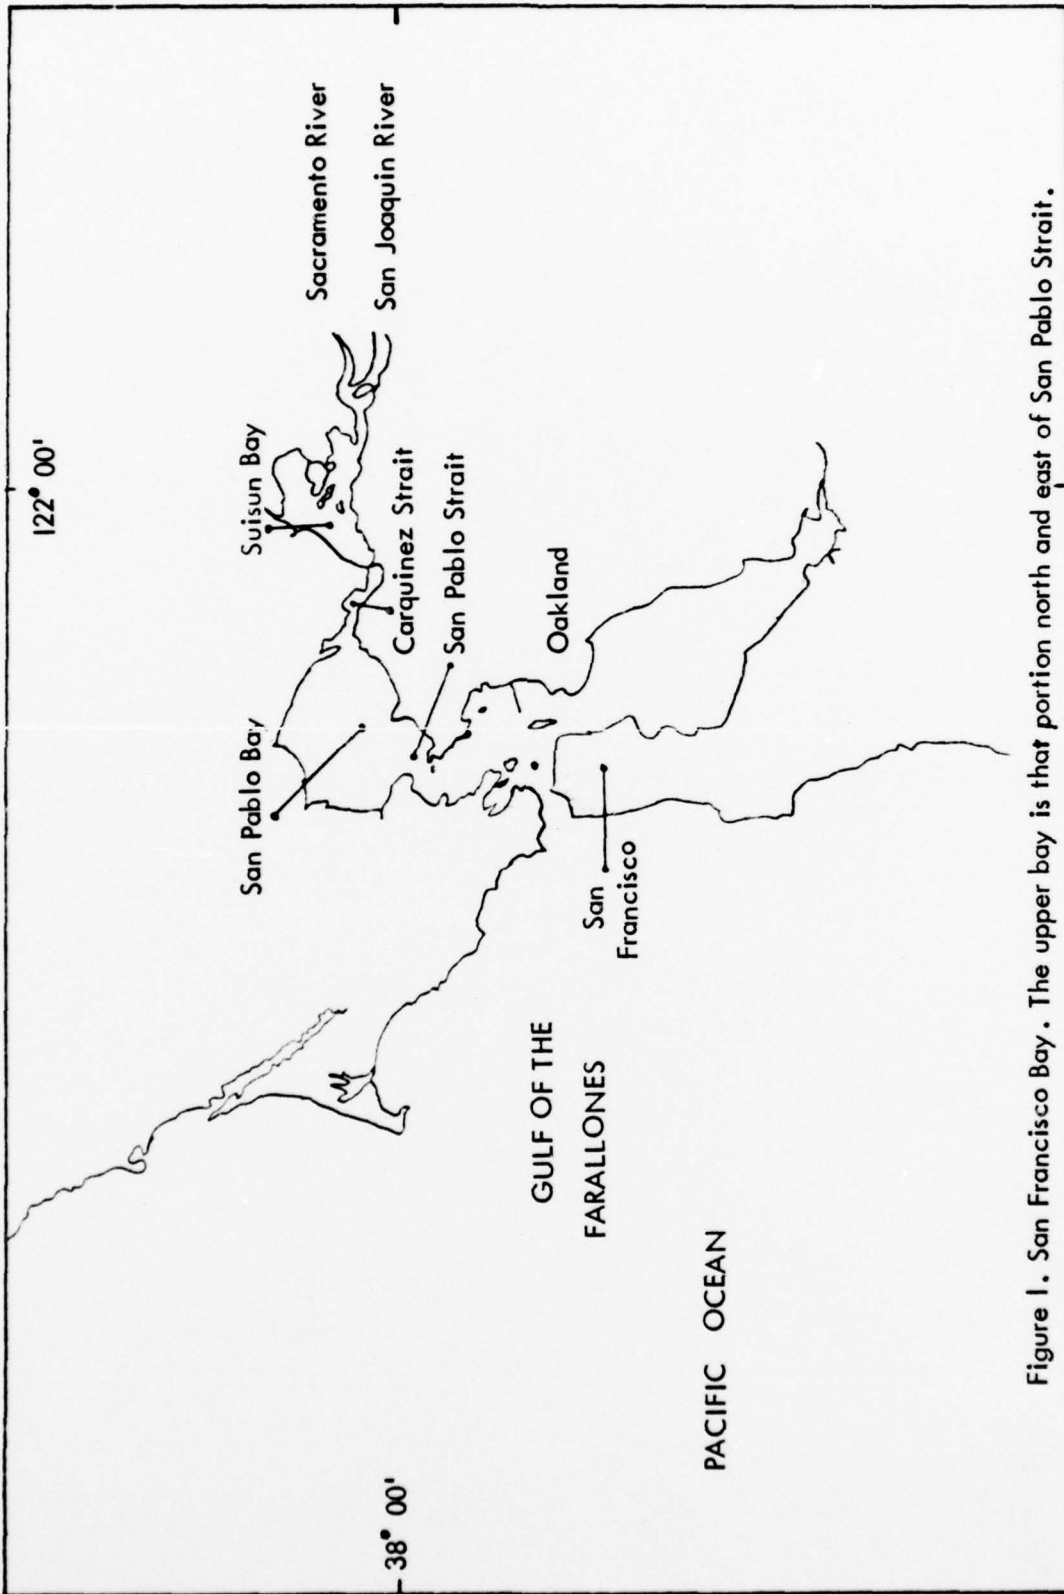 122° 00'
Suisun Bay
Sacramento River
San Joaquin River
San Pablo Bay
Carquinez Strait
San Pablo Strait
38° 00'
Oakland
San
Francisco
GULF OF THE
FARALLONES
PACIFIC OCEAN
Figure 1. San Francisco Bay. The upper bay is that portion north and east of San Pablo Strait.